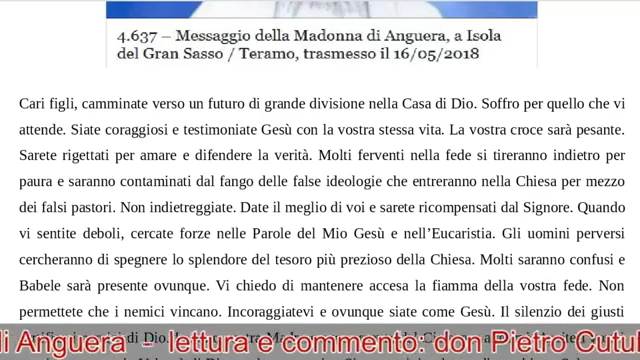 4.637 – Messaggio della Madonna di Anguera, a Isola
del Gran Sasso / Teramo, trasmesso il 16/05/2018
Cari figli, camminate verso un futuro di grande divisione nella Casa di Dio. Soffro per quello che vi
attende. Siate coraggiosi e testimoniate Gesù con la vostra stessa vita. La vostra croce sarà pesante.
Sarete rigettati per amare e difendere la verità. Molti ferventi nella fede si tireranno indietro per
paura e saranno contaminati dal fango delle false ideologie che entreranno nella Chiesa per mezzo
dei falsi pastori. Non indietreggiate. Date il meglio di voi e sarete ricompensati dal Signore. Quando
vi sentite deboli, cercate forze nelle Parole del Mio Gesù e nell’Eucaristia. Gli uomini perversi
cercheranno di spegnere lo splendore del tesoro più prezioso della Chiesa. Molti saranno confusi e
Babele sarà presente ovunque. Vi chiedo di mantenere accesa la fiamma della vostra fede. Non
permettete che i nemici vincano. Incoraggiatevi e ovunque siate come Gesù. Il silenzio dei giusti
di Anguera - lettura e commento: don Pietro Cutul